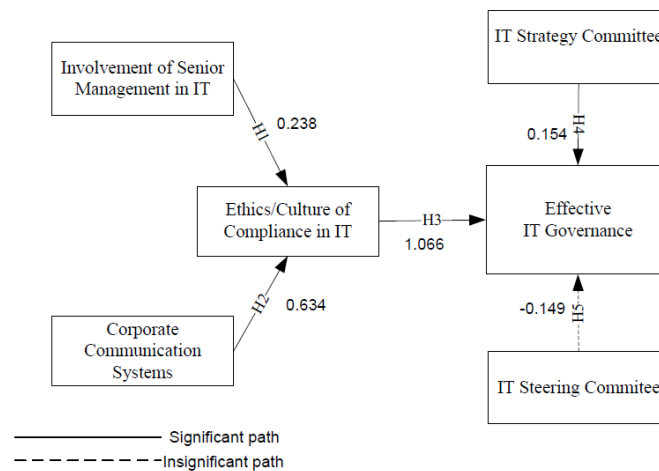 IT Strategy Committee
Involvement of Senior
Management in IT
H1
0.238
0.154
H4
Ethics/Culture of
Compliance in IT
H3
1.066
Effective
IT Governance
H2
0.634
-0.149
H5
Corporate
Communication
Systems
IT Steering Commitee
Significant path
Insignificant path